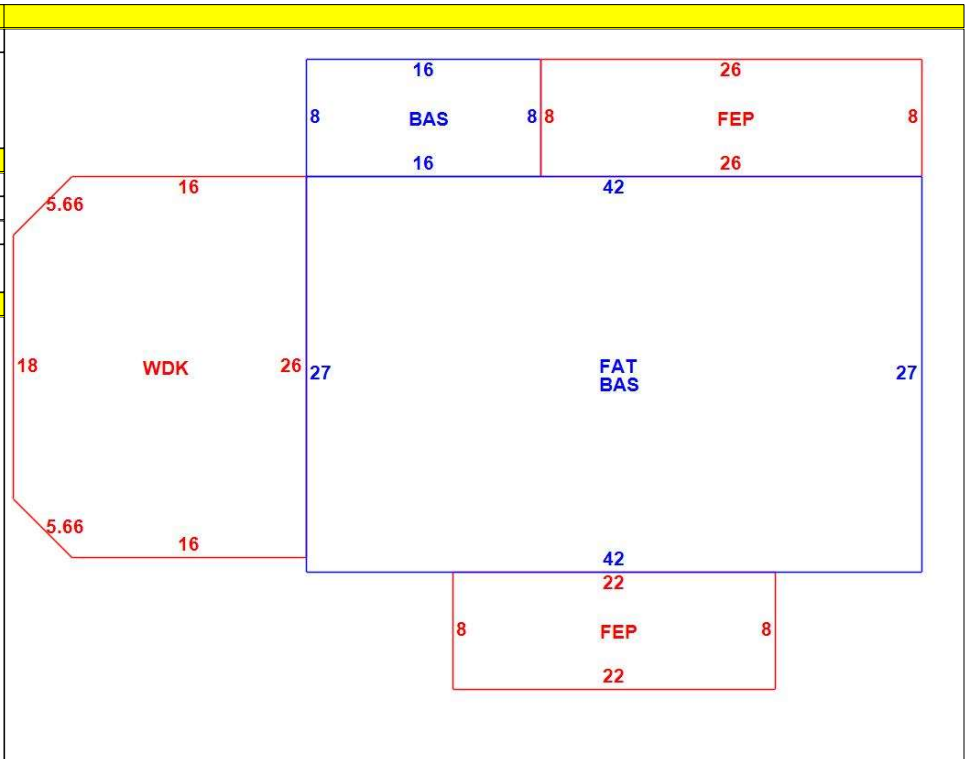 16 26
8 BAS 8 8 FEP 8
16 26
16 42
5.66
18 WDK 26 27 FAT 27
BAS
5.66
16 42
22
8 FEP 8
22